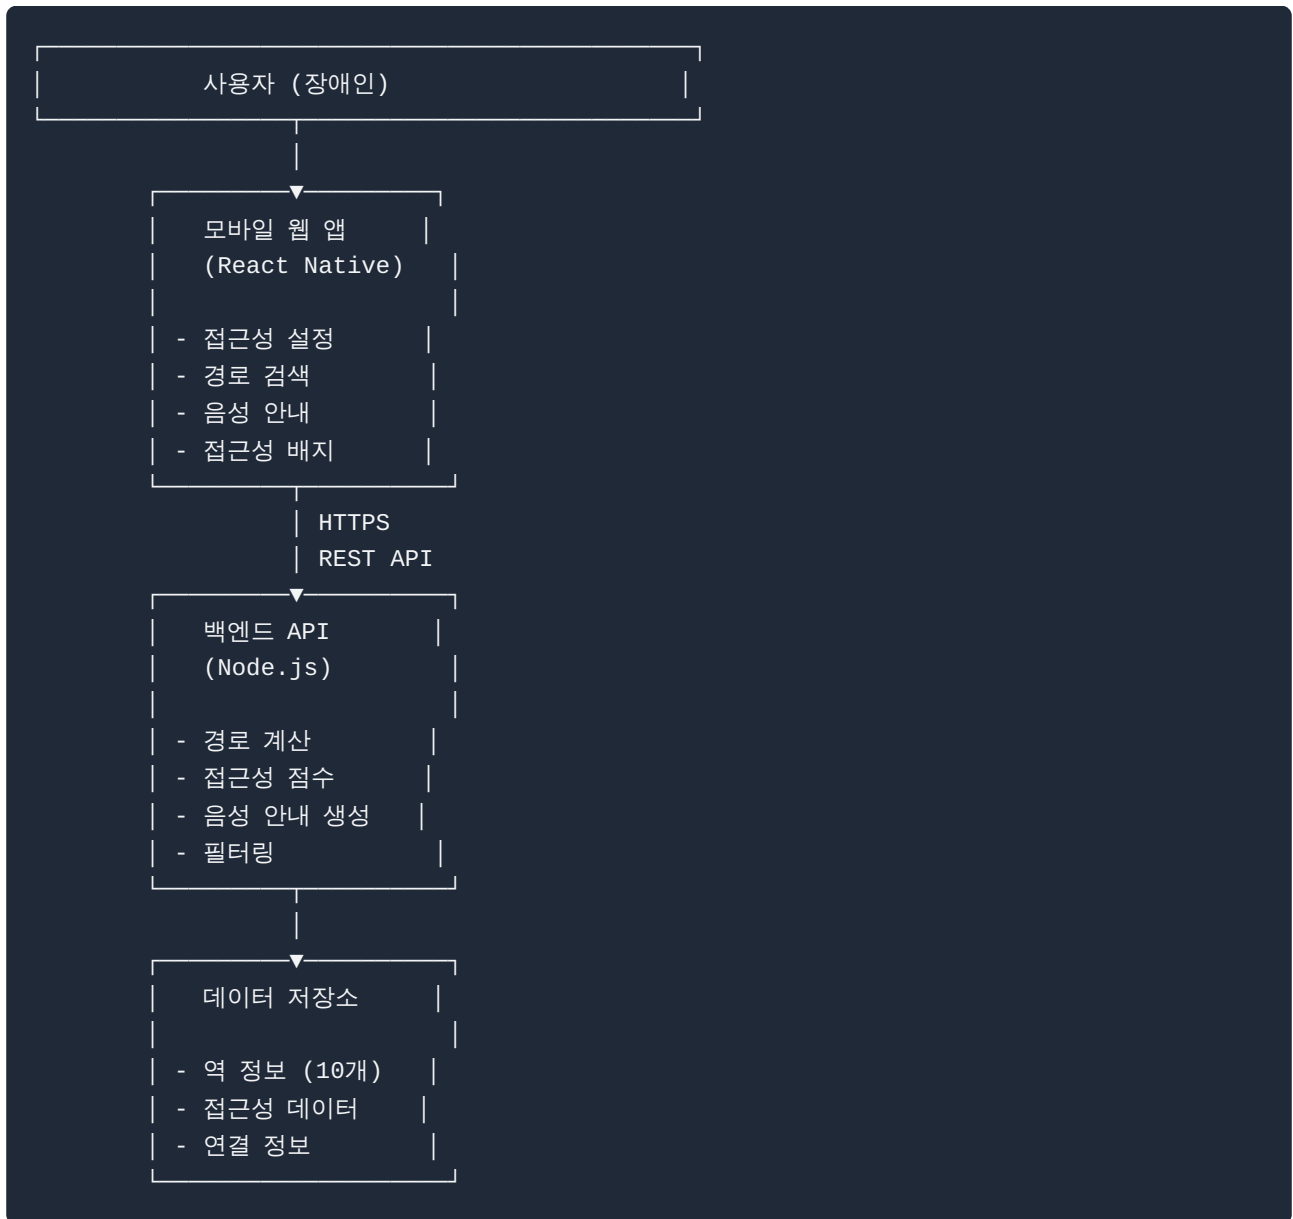 사용자 (장애인)
모바일 웹 앱
(React Native)
- 접근성 설정
- 경로 검색
- 음성 안내
- 접근성 배지
HTTPS
REST API
백엔드 API
(Node.js)
- 경로 계산
- 접근성 점수
- 음성 안내 생성
- 필터링
데이터 저장소
- 역 정보 (10개)
- 접근성 데이터
- 연결 정보